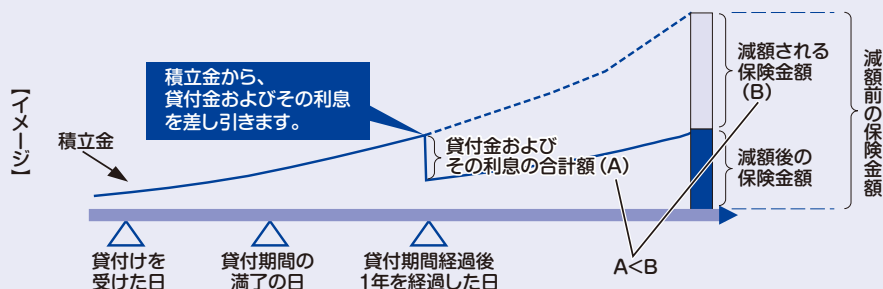 【イメージ】
積立金
積立金から、
貸付金およびその利息
を差し引きます。
貸付金および
その利息の合計額（A）
減額される
保険金額
（B）
減額後の
保険金額
減額前の保険金額
貸付けを
受けた日
貸付期間の
満了の日
貸付期間経過後
1年を経過した日
A<B